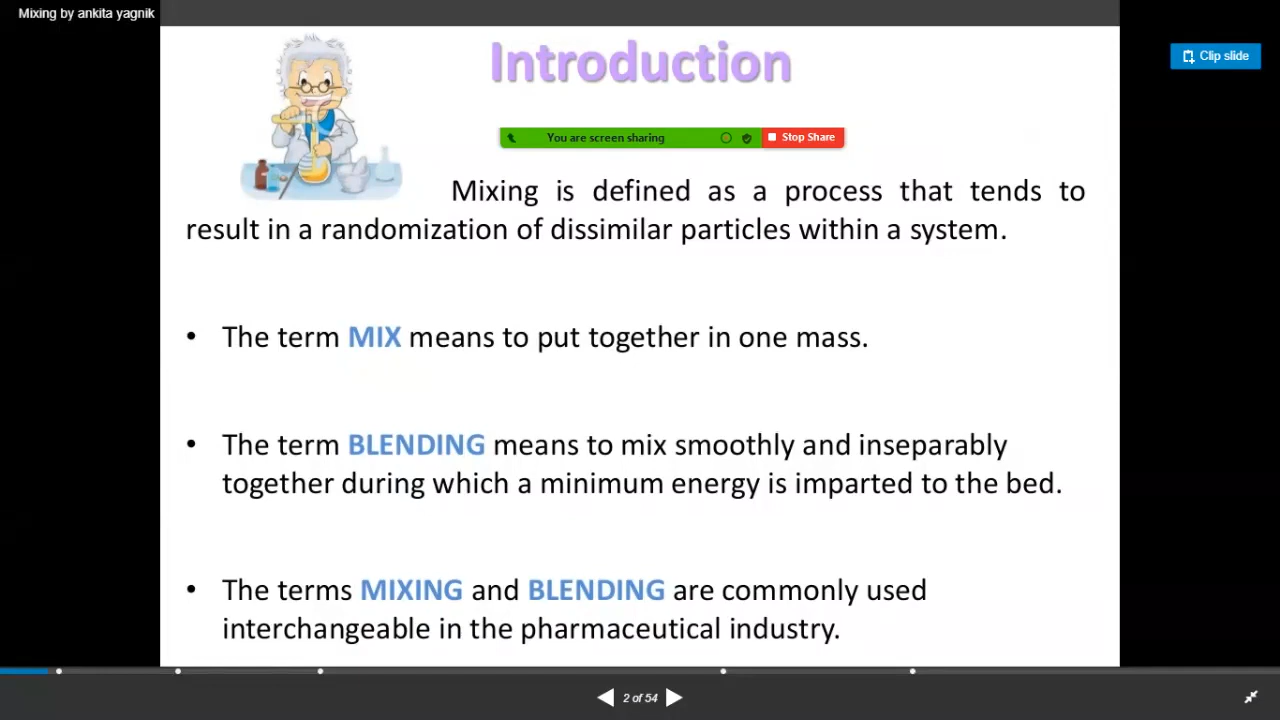 Mixing by ankita yagnik
Introduction
Clip slide
You are screen sharing
Stop Share
Mixing is defined as a process that tends to
result in a randomization of dissimilar particles within a system.
• The term MIX means to put together in one mass.
• The term BLENDING means to mix smoothly and inseparably
together during which a minimum energy is imparted to the bed.
• The terms MIXING and BLENDING are commonly used
interchangeable in the pharmaceutical industry.
2 of 54